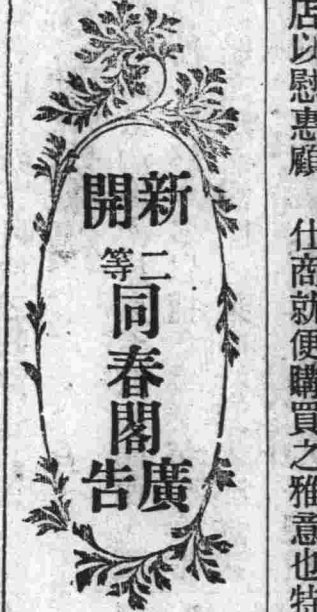 店以慰惠顧　仕商就便購買之雅意也特
新開
二等
同春閣
廣告